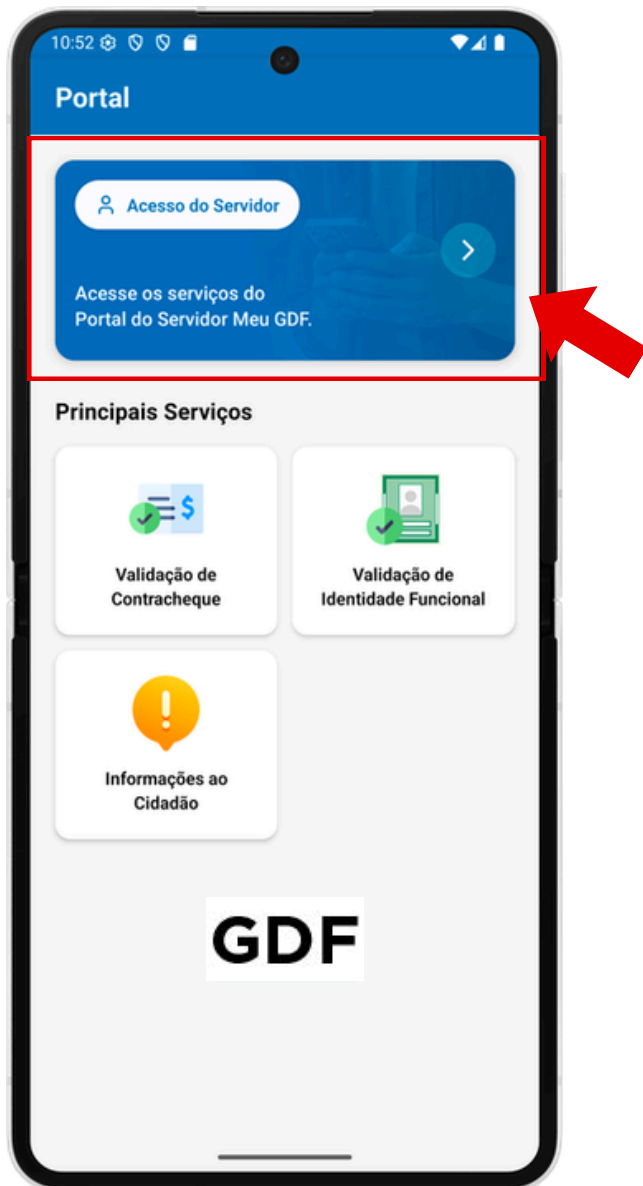 10:52
Portal
Acesso do Servidor
Acesse os serviços do
Portal do Servidor Meu GDF.
Principais Serviços
$
Validação de
Contracheque
Validação de
Identidade Funcional
!
Informações ao
Cidadão
GDF